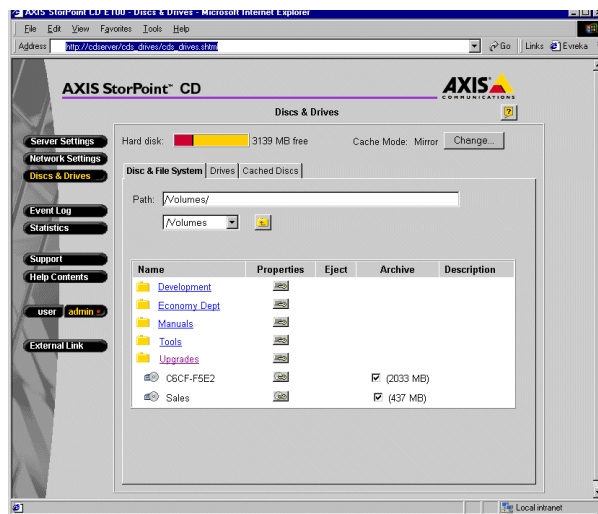 AXIS StorPoint CD E100 - Discs & Drives - Microsoft Internet Explorer
File Edit View Favorites Tools Help
Address http://cdserver/cds_drives/cds_drives.shtml Go Links Evreka
AXIS StorPoint™ CD
AXIS
COMMUNICATIONS
Discs & Drives
?
Hard disk: 3139 MB free Cache Mode: Mirror Change...
Server Settings
Network Settings
Discs & Drives
Event Log
Statistics
Support
Help Contents
user admin
External Link
Disc & File System Drives Cached Discs
Path: /Volumes/
/Volumes
Name Properties Eject Archive Description
Development
Economy Dept
Manuals
Tools
Upgrades
C6CF-F5E2 (2033 MB)
Sales (437 MB)
Local intranet